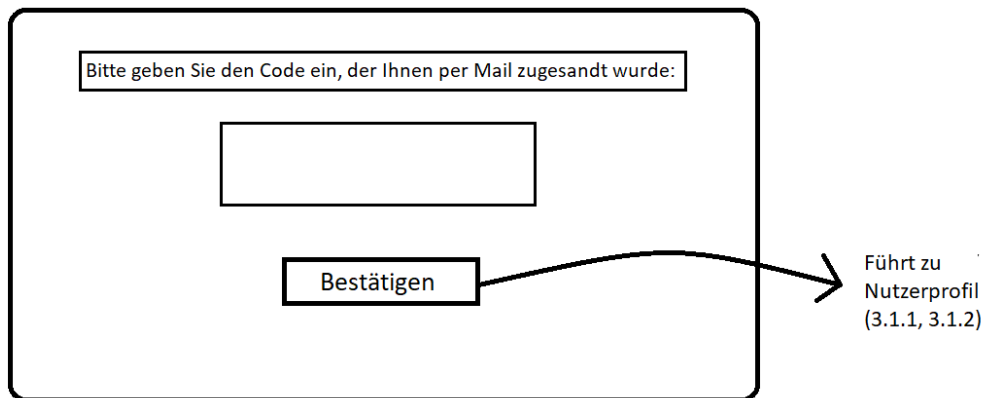 Bitte geben Sie den Code ein, der Ihnen per Mail zugesandt wurde:
Bestätigen
Führt zu
Nutzerprofil
(3.1.1, 3.1.2)